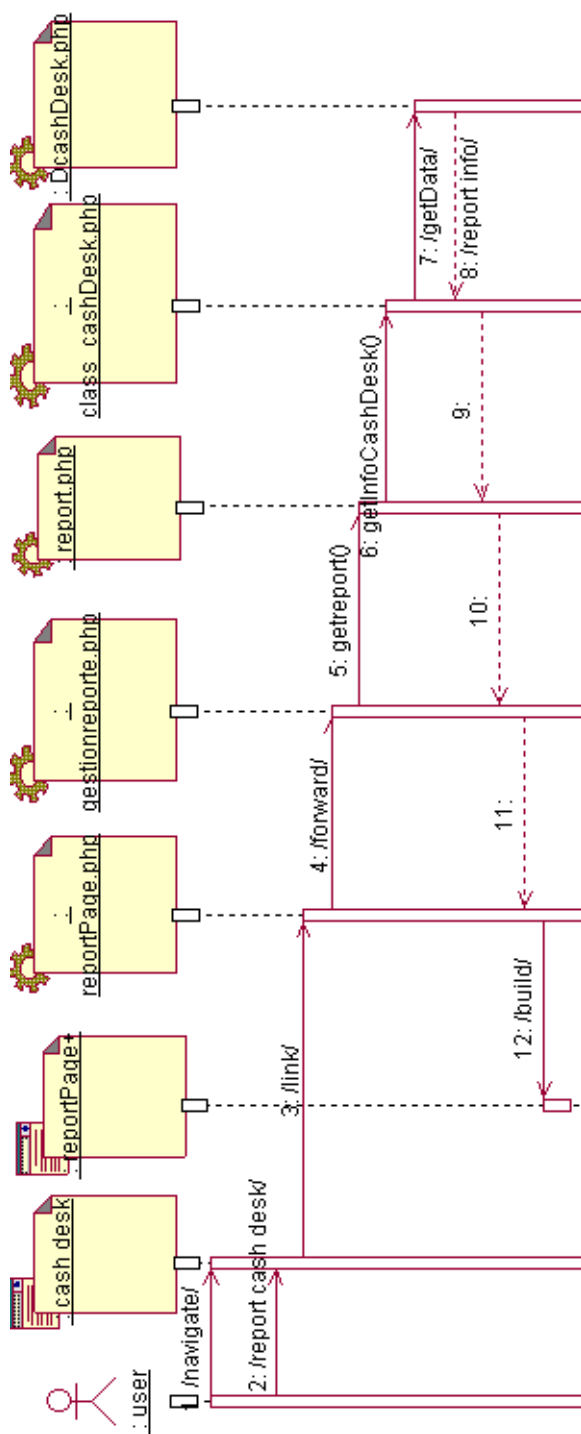 : user
cash desk
: reportPage+
:
reportPage.php
:
gestionreporte.php
: report.php
:
class_cashDesk.php
: DcashDesk.php
1: /navigate/
2: /report cash desk/
3: /link/
4: /forward/
5: getreport()
6: getInfoCashDesk()
7: /getData/
8: /report info/
9:
10:
11:
12: /build/